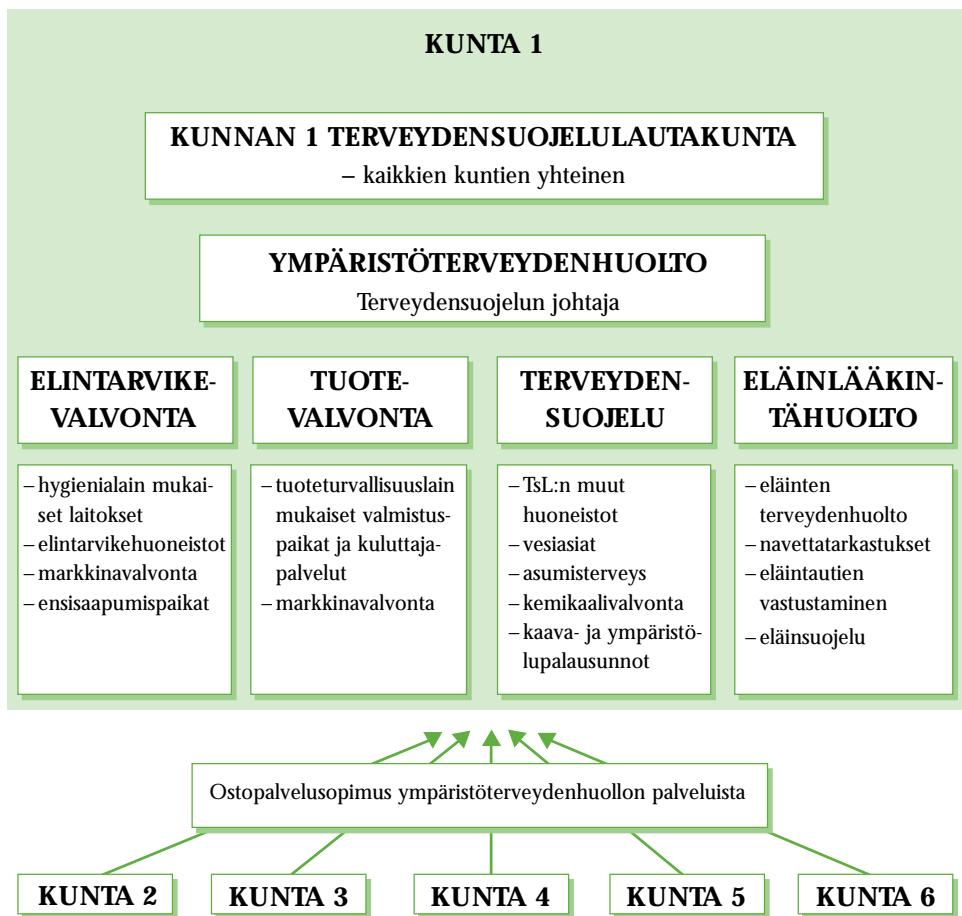 KUNTA 1
KUNNAN 1 TERVEYDENSUOJELULAUTAKUNTA
– kaikkien kuntien yhteinen
YMPÄRISTÖTERVEYDENHUOLTO
Terveydensuojelun johtaja
ELINTARVIKE-
VALVONTA
– hygienialain mukai-
set laitokset
– elintarvikehuoneistot
– markkinavalvonta
– ensisaapumispaikat
TUOTE-
VALVONTA
– tuoteturvallisuuslain
mukaiset valmistus-
paikat ja kuluttaja-
palvelut
– markkinavalvonta
TERVEYDEN-
SUOJELU
– TsL:n muut
huoneistot
– vesiasiat
– asumisterveys
– kemikaalivalvonta
– kaava- ja ympäristö-
lupalausunnot
ELÄINLÄÄKIN-
TÄHUOLTO
– eläinten
terveydenhuolto
– navettatarkastukset
– eläintautien
vastustaminen
– eläinsuojelu
Ostopalvelusopimus ympäristöterveydenhuollon palveluista
KUNTA 2
KUNTA 3
KUNTA 4
KUNTA 5
KUNTA 6